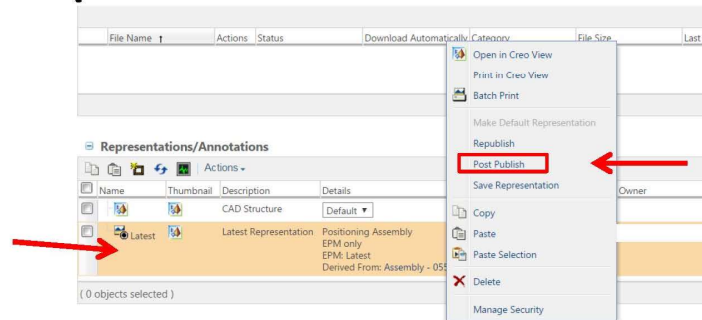 File Name ↑ Actions Status Download Automatically Category File Size Last
Open in Creo View
Print in Creo View
Batch Print
Make Default Representation
Republish
Post Publish
Save Representation
Copy
Paste
Paste Selection
Delete
Manage Security
Representations/Annotations
Actions
Name Thumbnail Description Details Owner
CAD Structure Default
Latest Latest Representation Positioning Assembly
EPM only
EPM: Latest
Derived From: Assembly - 055
( 0 objects selected )